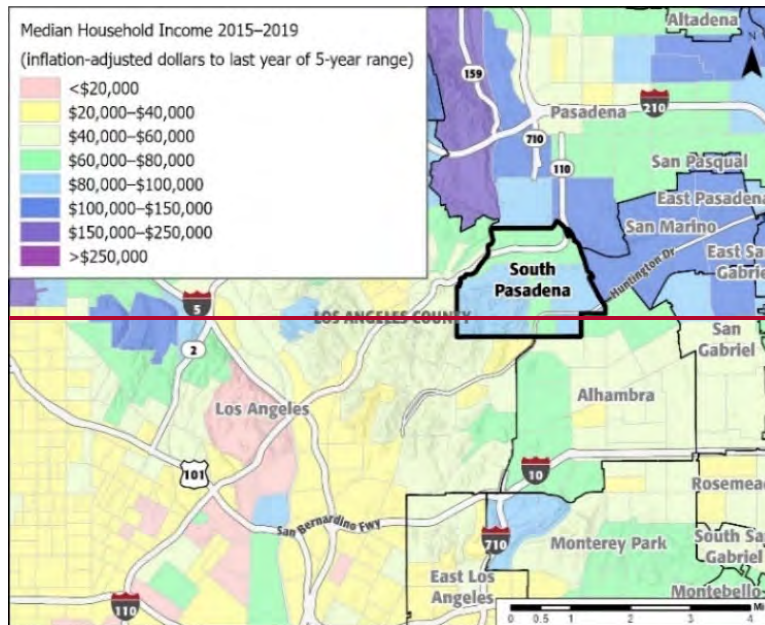 Median Household Income 2015–2019
(inflation-adjusted dollars to last year of 5-year range)
<$20,000
$20,000–$40,000
$40,000–$60,000
$60,000–$80,000
$80,000–$100,000
$100,000–$150,000
$150,000–$250,000
>$250,000
Altadena
N
159
Pasadena
210
710
110
San Pasqual
East Pasadena
San Marino
East San
Gabriel
South
Pasadena
Huntington Dr
5
LOS ANGELES COUNTY
San
Gabriel
2
Alhambra
Los Angeles
101
10
Rosemead
San Bernardino Fwy
710
Monterey Park
South San
Gabriel
East Los
Angeles
Montebello
110
0 0.5 1 2 3 4 Mi